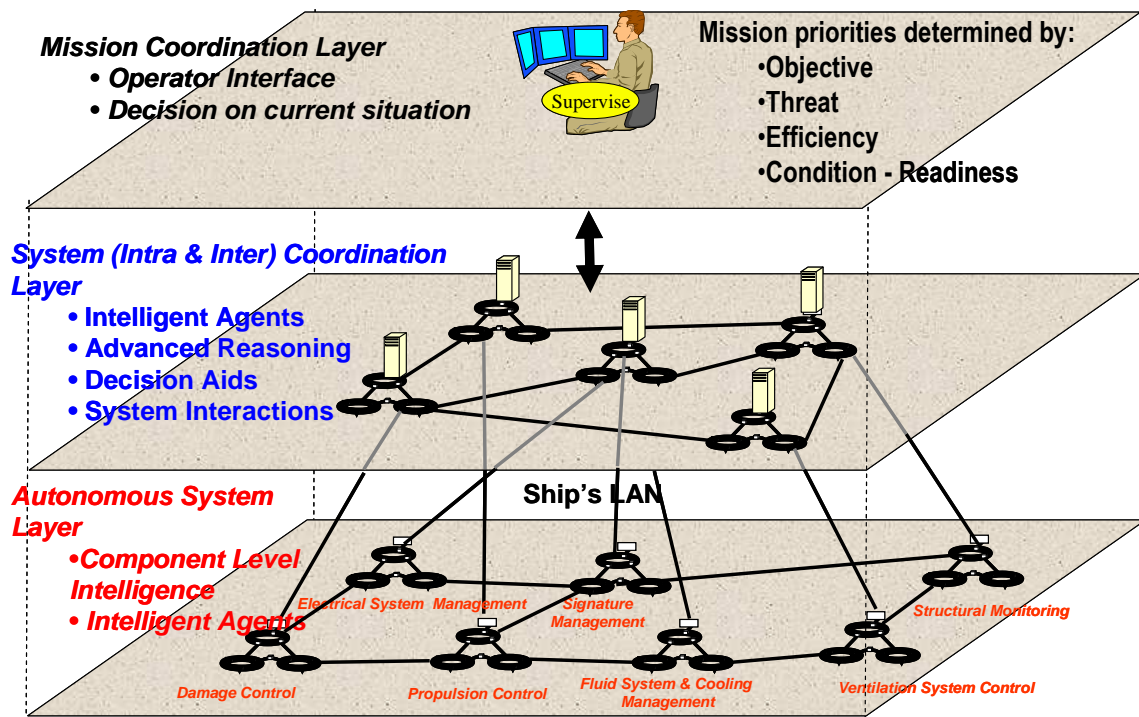 Mission Coordination Layer
• Operator Interface
• Decision on current situation
Supervise
Mission priorities determined by:
•Objective
•Threat
•Efficiency
•Condition - Readiness
System (Intra & Inter) Coordination
Layer
• Intelligent Agents
• Advanced Reasoning
• Decision Aids
• System Interactions
Ship's LAN
Autonomous System
Layer
•Component Level
Intelligence
• Intelligent Agents
Electrical System Management
Signature
Management
Structural Monitoring
Damage Control
Propulsion Control
Fluid System & Cooling
Management
Ventilation System Control